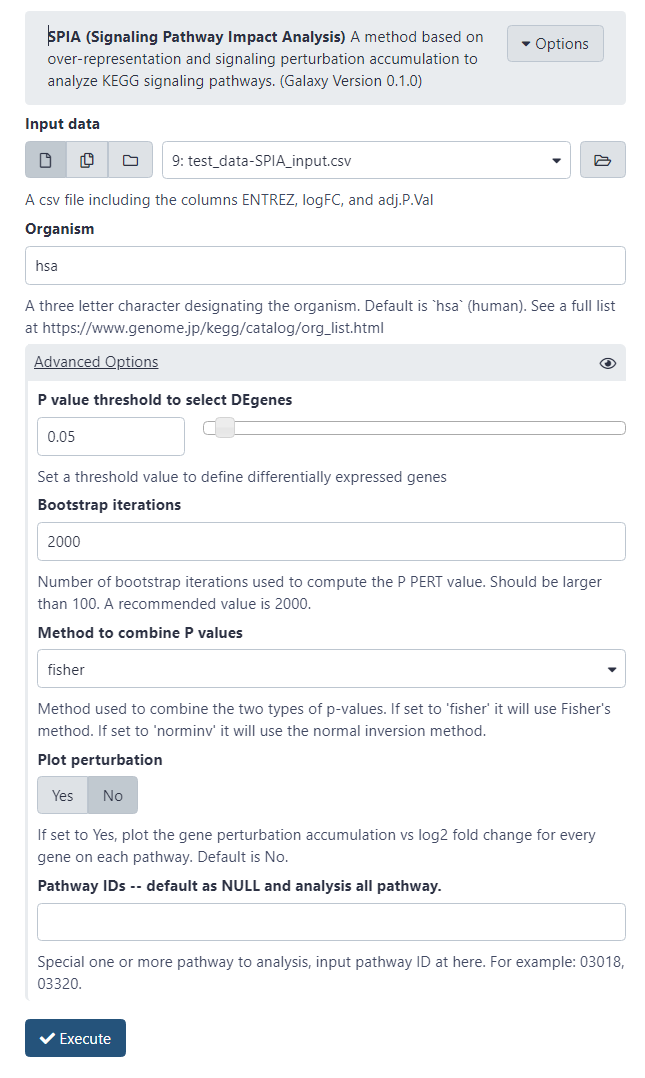 SPIA (Signaling Pathway Impact Analysis) A method based on
over-representation and signaling perturbation accumulation to
analyze KEGG signaling pathways. (Galaxy Version 0.1.0)
Options
Input data
9: test_data-SPIA_input.csv
A csv file including the columns ENTREZ, logFC, and adj.P.Val
Organism
hsa
A three letter character designating the organism. Default is `hsa` (human). See a full list
at https://www.genome.jp/kegg/catalog/org_list.html
Advanced Options
P value threshold to select DEgenes
0.05
Set a threshold value to define differentially expressed genes
Bootstrap iterations
2000
Number of bootstrap iterations used to compute the P PERT value. Should be larger
than 100. A recommended value is 2000.
Method to combine P values
fisher
Method used to combine the two types of p-values. If set to 'fisher' it will use Fisher's
method. If set to 'norminv' it will use the normal inversion method.
Plot perturbation
Yes No
If set to Yes, plot the gene perturbation accumulation vs log2 fold change for every
gene on each pathway. Default is No.
Pathway IDs -- default as NULL and analysis all pathway.
Special one or more pathway to analysis, input pathway ID at here. For example: 03018,
03320.
Execute